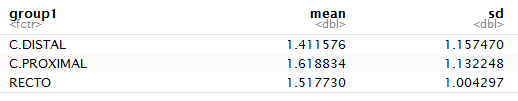 group1 mean sd
<fctr> <dbl> <dbl>
C.DISTAL 1.411576 1.157470
C.PROXIMAL 1.618834 1.132248
RECTO 1.517730 1.004297